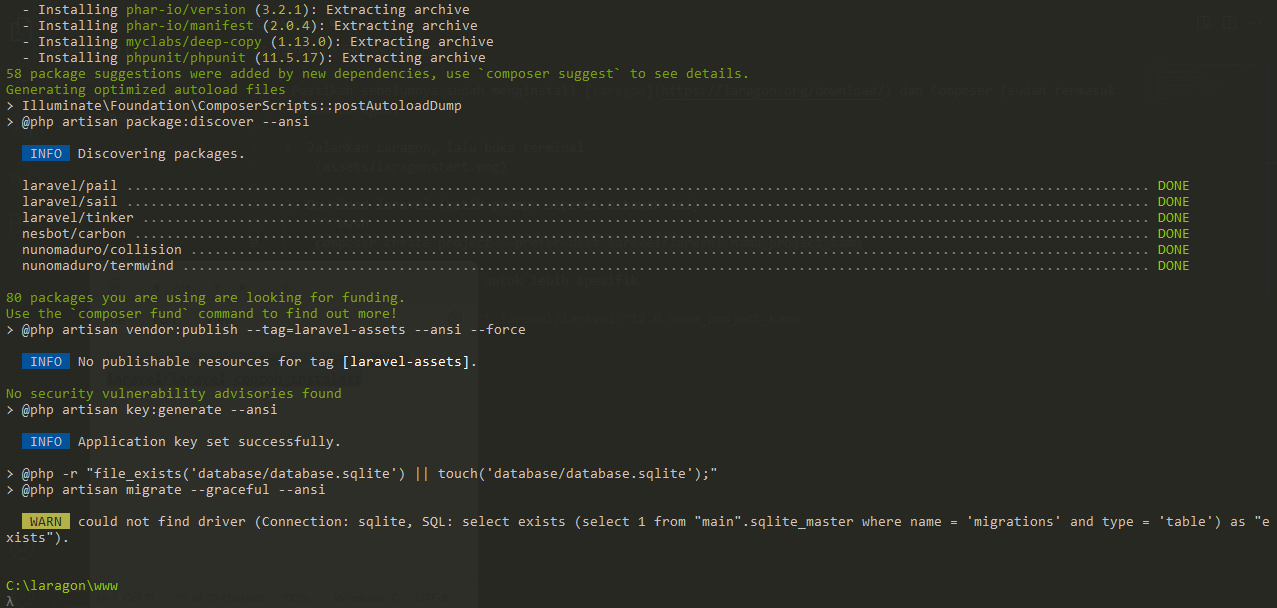 - Installing phar-io/version (3.2.1): Extracting archive
- Installing phar-io/manifest (2.0.4): Extracting archive
- Installing myclabs/deep-copy (1.13.0): Extracting archive
- Installing phpunit/phpunit (11.5.17): Extracting archive
58 package suggestions were added by new dependencies, use `composer suggest` to see details.
Generating optimized autoload files
> Illuminate\Foundation\ComposerScripts::postAutoloadDump
> @php artisan package:discover --ansi
INFO Discovering packages.
laravel/pail ................................................................................................................................ DONE
laravel/sail ................................................................................................................................ DONE
laravel/tinker .............................................................................................................................. DONE
nesbot/carbon ............................................................................................................................... DONE
nunomaduro/collision ........................................................................................................................ DONE
nunomaduro/termwind ......................................................................................................................... DONE
80 packages you are using are looking for funding.
Use the `composer fund` command to find out more!
> @php artisan vendor:publish --tag=laravel-assets --ansi --force
INFO No publishable resources for tag [laravel-assets].
No security vulnerability advisories found
> @php artisan key:generate --ansi
INFO Application key set successfully.
> @php -r "file_exists('database/database.sqlite') || touch('database/database.sqlite');"
> @php artisan migrate --graceful --ansi
WARN could not find driver (Connection: sqlite, SQL: select exists (select 1 from "main".sqlite_master where name = 'migrations' and type = 'table') as "e
xists").
C:\laragon\www
λ